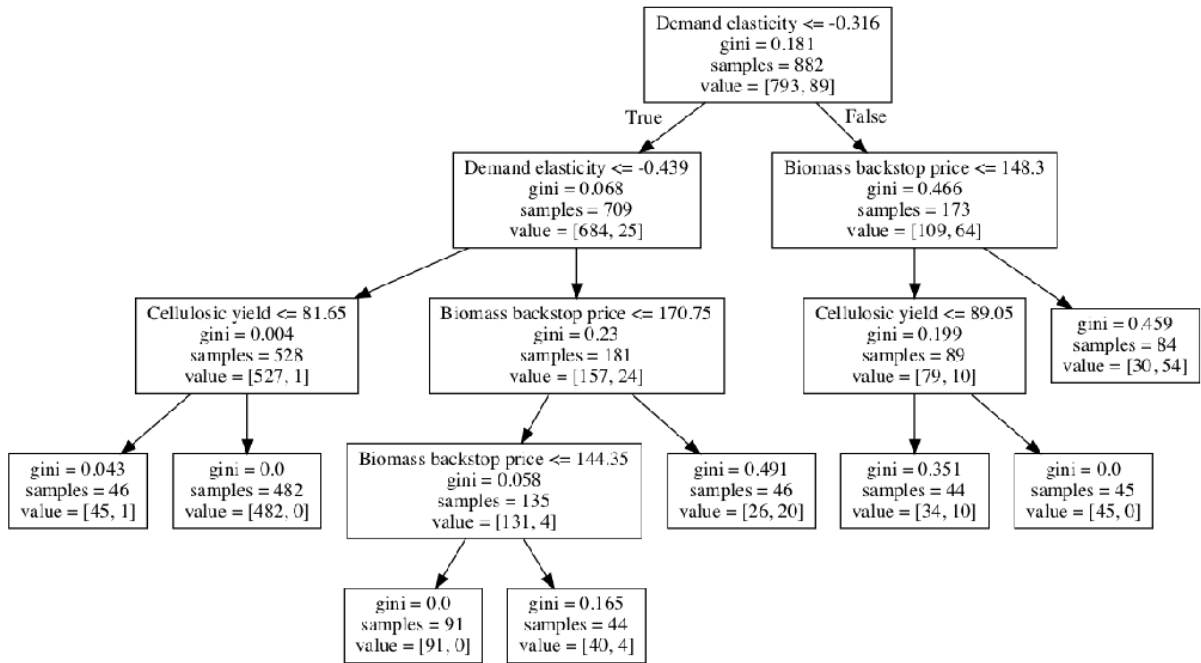 Demand elasticity <= -0.316
gini = 0.181
samples = 882
value = [793, 89]
True
False
Demand elasticity <= -0.439
gini = 0.068
samples = 709
value = [684, 25]
Biomass backstop price <= 148.3
gini = 0.466
samples = 173
value = [109, 64]
Cellulosic yield <= 81.65
gini = 0.004
samples = 528
value = [527, 1]
Biomass backstop price <= 170.75
gini = 0.23
samples = 181
value = [157, 24]
Cellulosic yield <= 89.05
gini = 0.199
samples = 89
value = [79, 10]
gini = 0.459
samples = 84
value = [30, 54]
gini = 0.043
samples = 46
value = [45, 1]
gini = 0.0
samples = 482
value = [482, 0]
Biomass backstop price <= 144.35
gini = 0.058
samples = 135
value = [131, 4]
gini = 0.491
samples = 46
value = [26, 20]
gini = 0.351
samples = 44
value = [34, 10]
gini = 0.0
samples = 45
value = [45, 0]
gini = 0.0
samples = 91
value = [91, 0]
gini = 0.165
samples = 44
value = [40, 4]